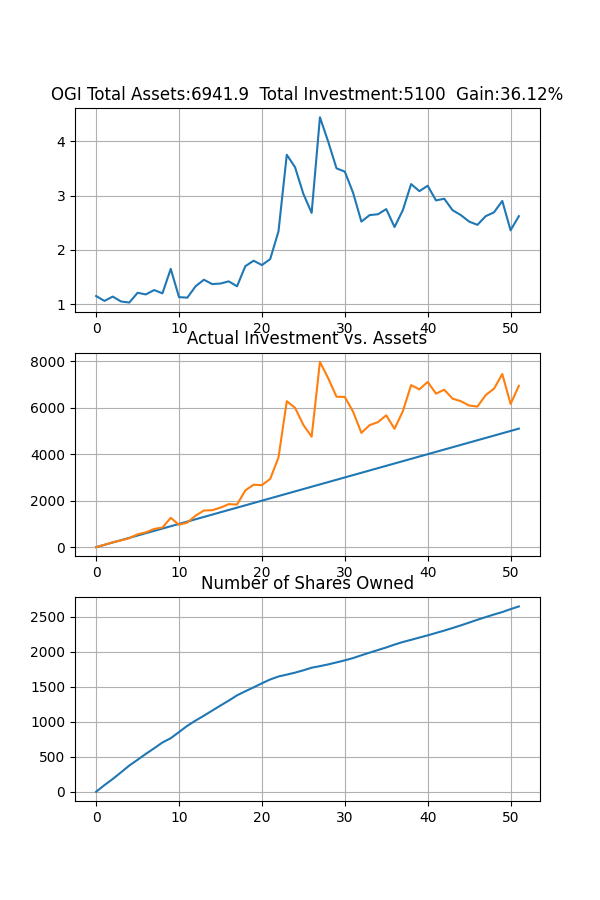 OGI Total Assets:6941.9  Total Investment:5100  Gain:36.12%
4
3
2
1
0 10 20 30 40 50
Actual Investment vs. Assets
8000
6000
4000
2000
0
0 10 20 30 40 50
Number of Shares Owned
2500
2000
1500
1000
500
0
0 10 20 30 40 50